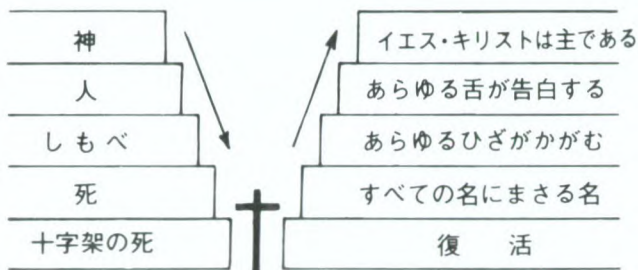 神
人
しもべ
死
十字架の死
イエス・キリストは主である
あらゆる舌が告白する
あらゆるひざがかがむ
すべての名にまさる名
復活